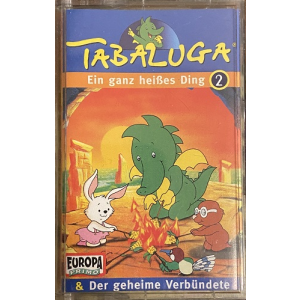 TABALUGA
Ein ganz heißes Ding 2
EUROPA
PRIMO
& Der geheime Verbündete